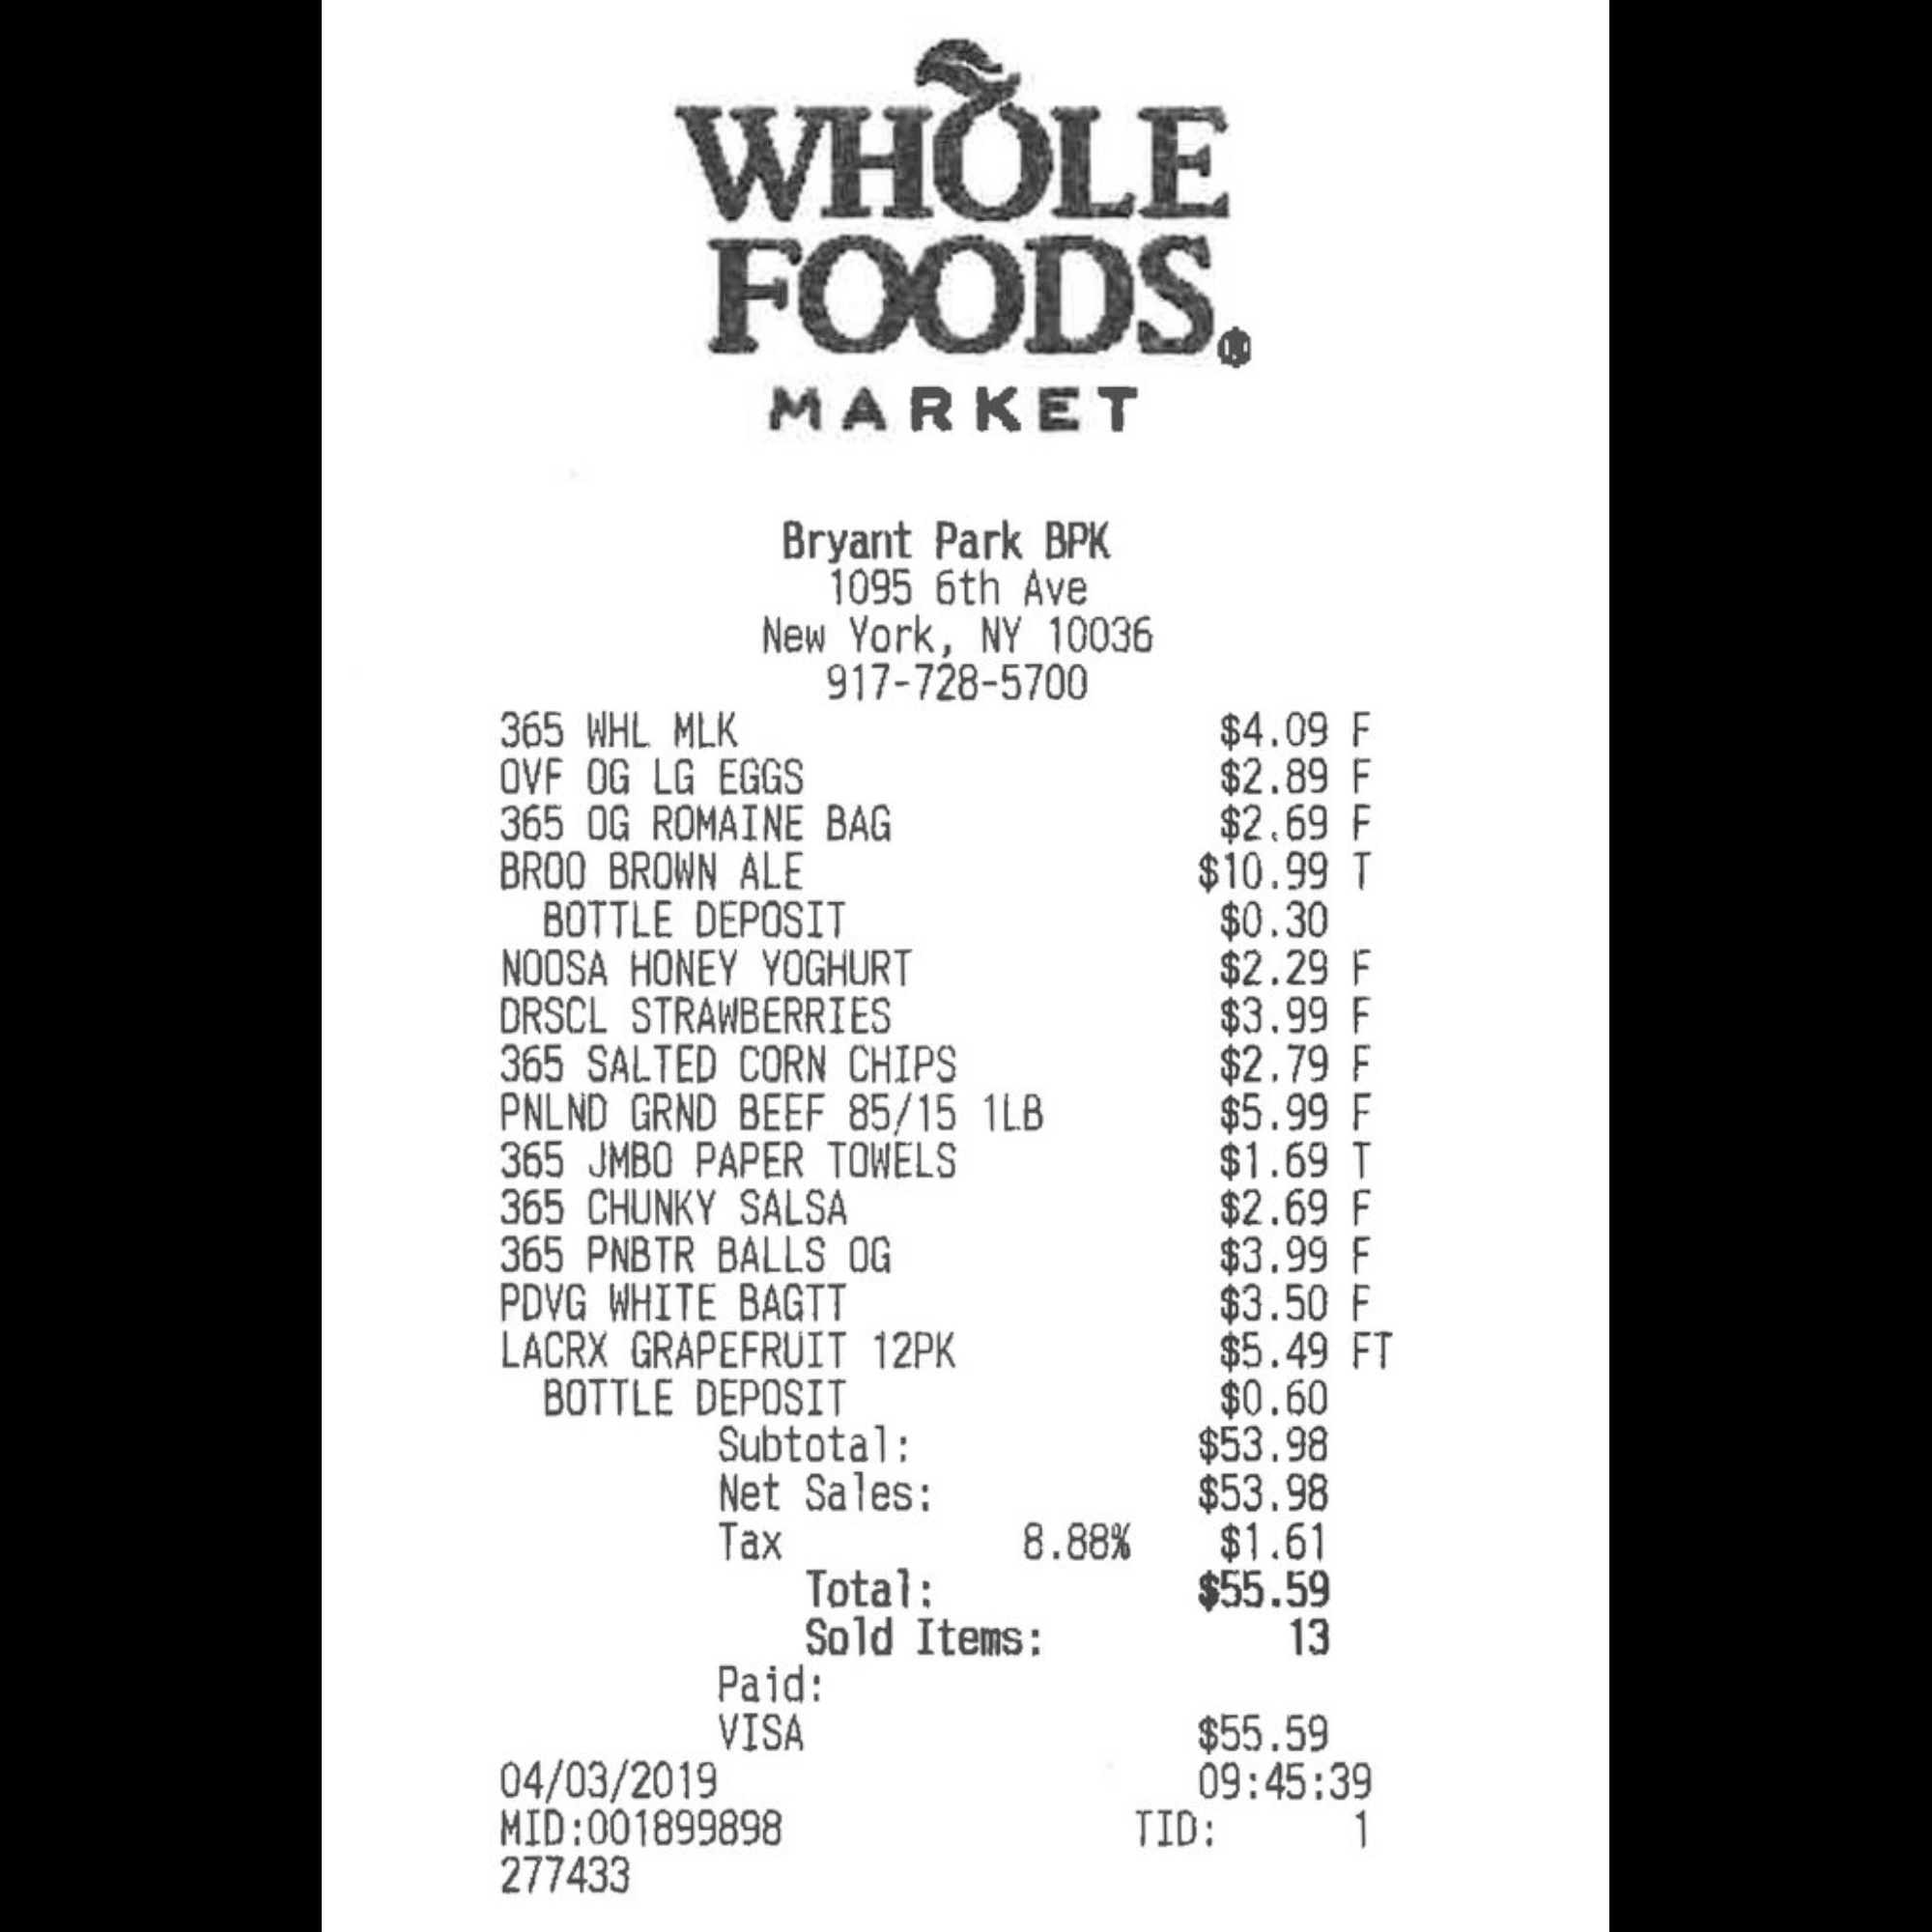 WHOLE
FOODS®
MARKET
Bryant Park BPK
1095 6th Ave
New York, NY 10036
917-728-5700
365 WHL MLK $4.09 F
OVF OG LG EGGS $2.89 F
365 OG ROMAINE BAG $2.69 F
BROO BROWN ALE $10.99 T
BOTTLE DEPOSIT $0.30
NOOSA HONEY YOGHURT $2.29 F
DRSCL STRAWBERRIES $3.99 F
365 SALTED CORN CHIPS $2.79 F
PNLND GRND BEEF 85/15 1LB $5.99 F
365 JMBO PAPER TOWELS $1.69 T
365 CHUNKY SALSA $2.69 F
365 PNBTR BALLS OG $3.99 F
PDVG WHITE BAGTT $3.50 F
LACRX GRAPEFRUIT 12PK $5.49 FT
BOTTLE DEPOSIT $0.60
Subtotal: $53.98
Net Sales: $53.98
Tax 8.88% $1.61
Total: $55.59
Sold Items: 13
Paid:
VISA $55.59
04/03/2019 09:45:39
MID:001899898 TID: 1
277433